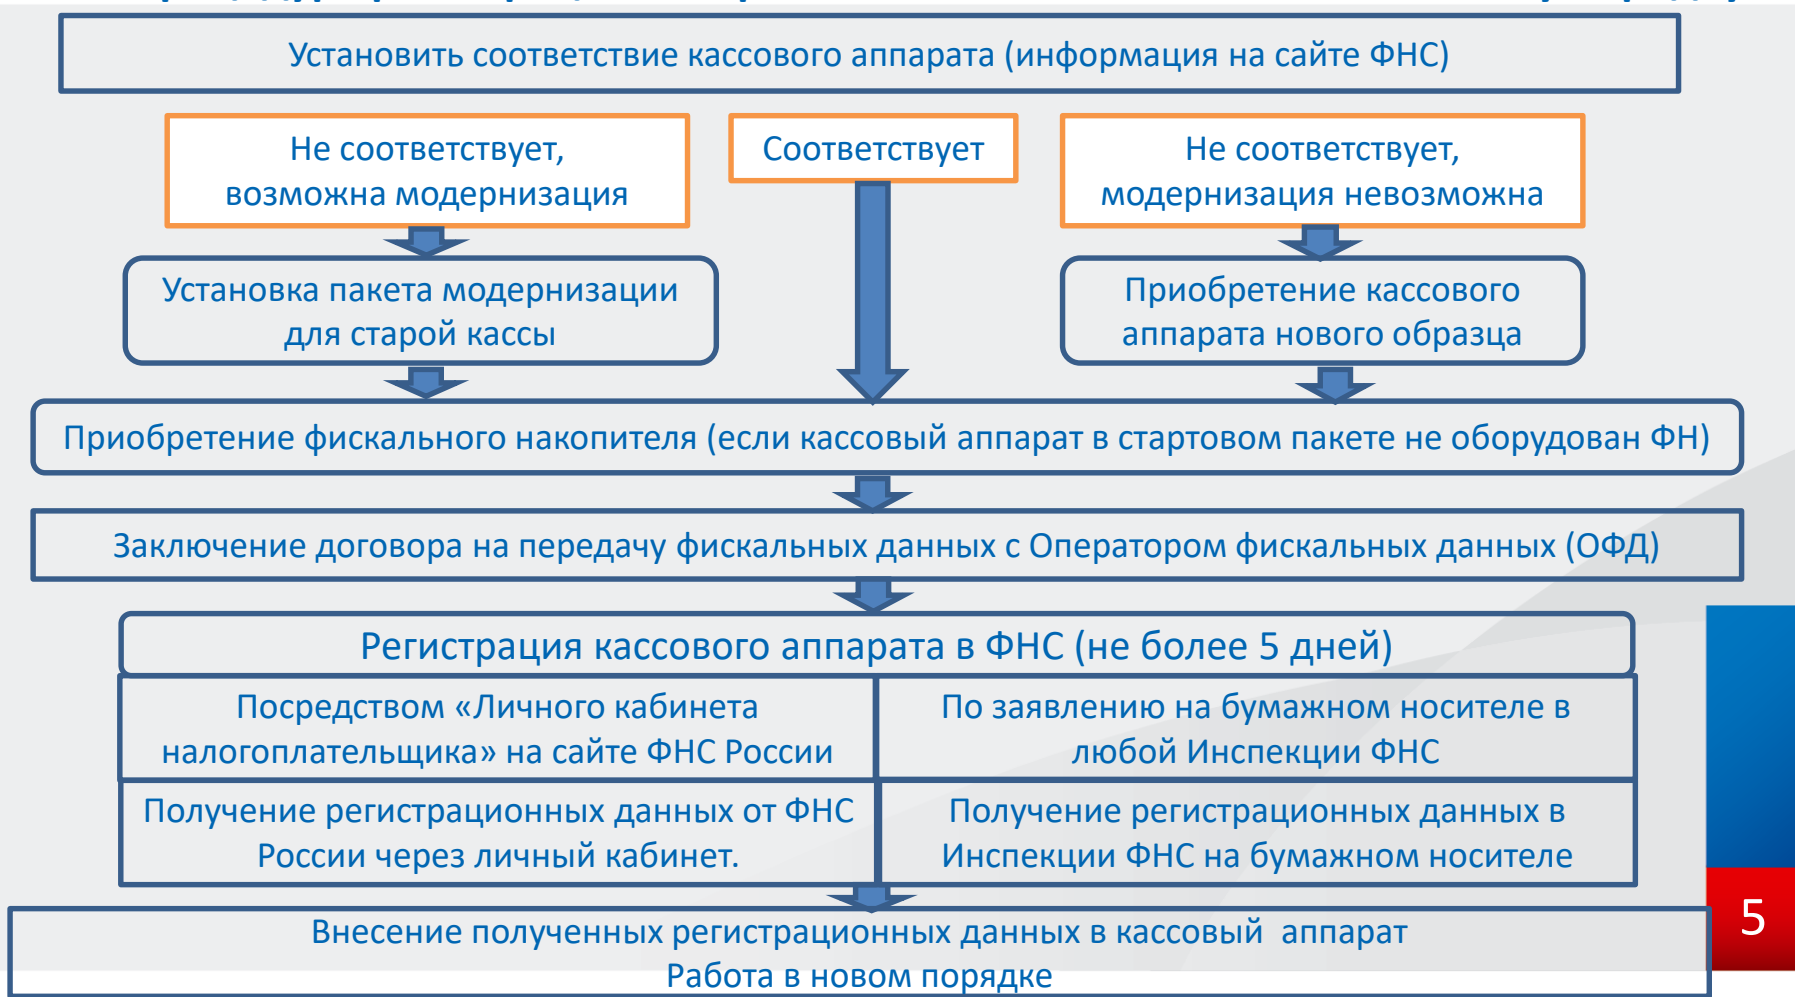 Установить соответствие кассового аппарата (информация на сайте ФНС)
Не соответствует,
возможна модернизация
Соответствует
Не соответствует,
модернизация невозможна
Установка пакета модернизации
для старой кассы
Приобретение кассового
аппарата нового образца
Приобретение фискального накопителя (если кассовый аппарат в стартовом пакете не оборудован ФН)
Заключение договора на передачу фискальных данных с Оператором фискальных данных (ОФД)
Регистрация кассового аппарата в ФНС (не более 5 дней)
Посредством «Личного кабинета
налогоплательщика» на сайте ФНС России
По заявлению на бумажном носителе в
любой Инспекции ФНС
Получение регистрационных данных от ФНС
России через личный кабинет.
Получение регистрационных данных в
Инспекции ФНС на бумажном носителе
Внесение полученных регистрационных данных в кассовый аппарат
Работа в новом порядке
5